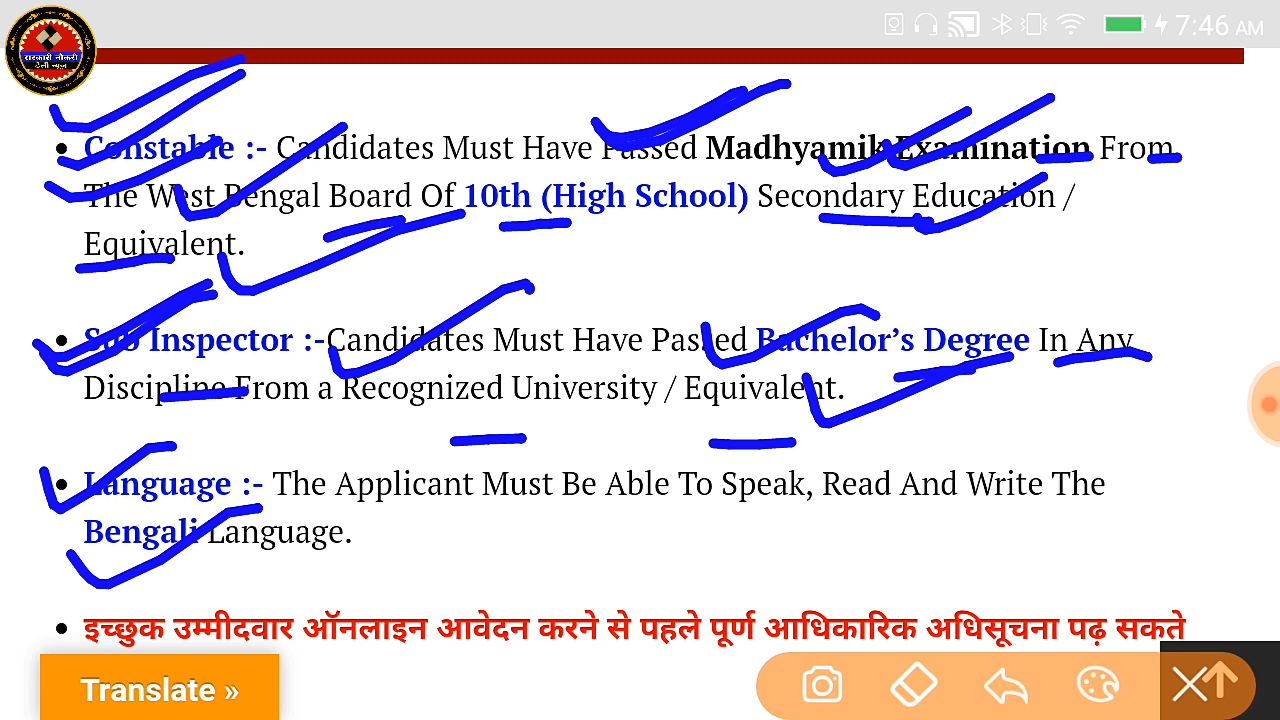 7:46 AM
सरकारी नौकरी
डेली न्यूज़
Constable :- Candidates Must Have Passed Madhyamik Examination From
The West Bengal Board Of 10th (High School) Secondary Education /
Equivalent.
Sub Inspector :-Candidates Must Have Passed Bachelor’s Degree In Any
Discipline From a Recognized University / Equivalent.
Language :- The Applicant Must Be Able To Speak, Read And Write The
Bengali Language.
इच्छुक उम्मीदवार ऑनलाइन आवेदन करने से पहले पूर्ण आधिकारिक अधिसूचना पढ़ सकते
Translate »